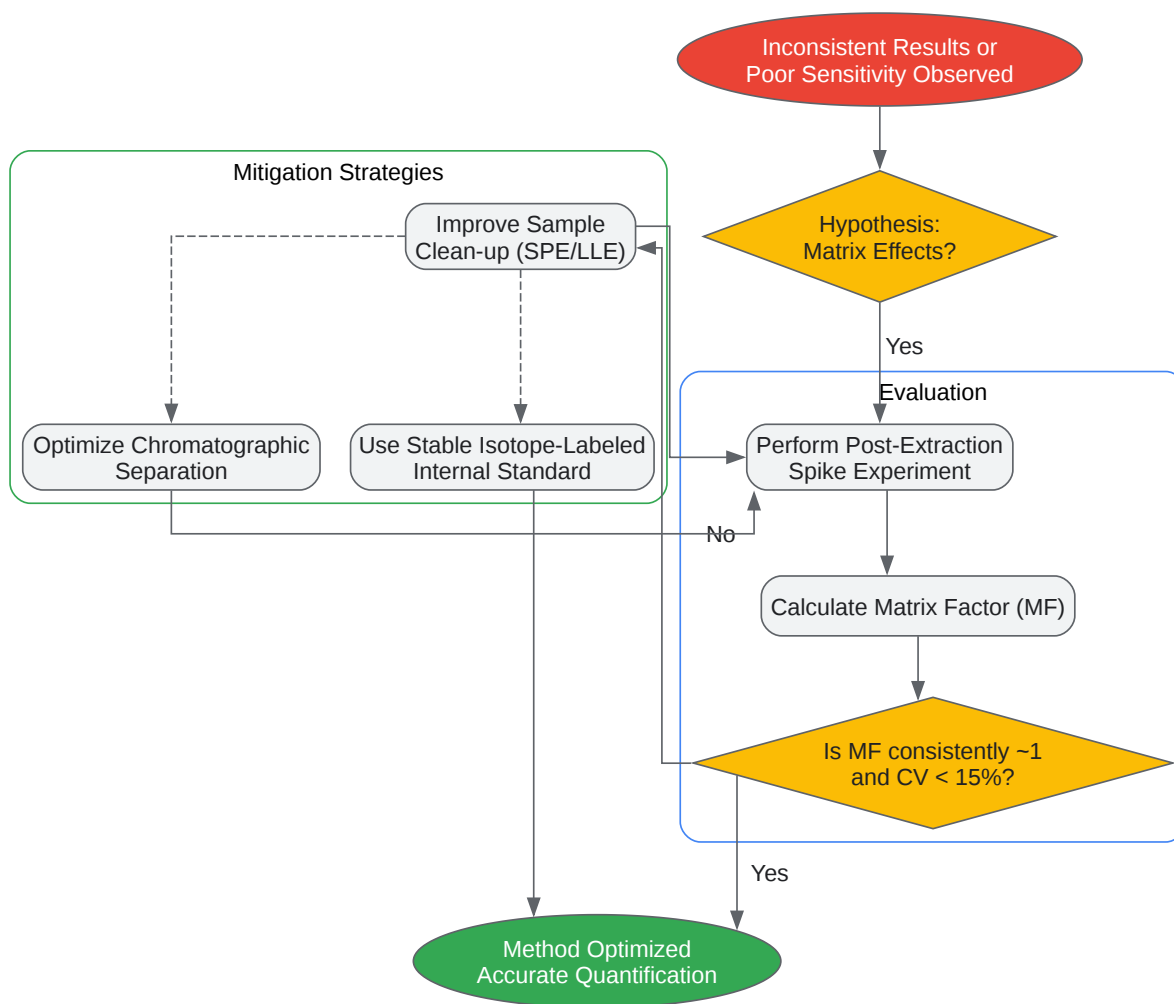 Inconsistent Results or
Poor Sensitivity Observed
Mitigation Strategies
Improve Sample
Clean-up (SPE/LLE)
Hypothesis:
Matrix Effects?
Yes
Evaluation
Optimize Chromatographic
Separation
Use Stable Isotope-Labeled
Internal Standard
Perform Post-Extraction
Spike Experiment
No
Calculate Matrix Factor (MF)
Is MF consistently ~1
and CV < 15%?
Yes
Method Optimized
Accurate Quantification